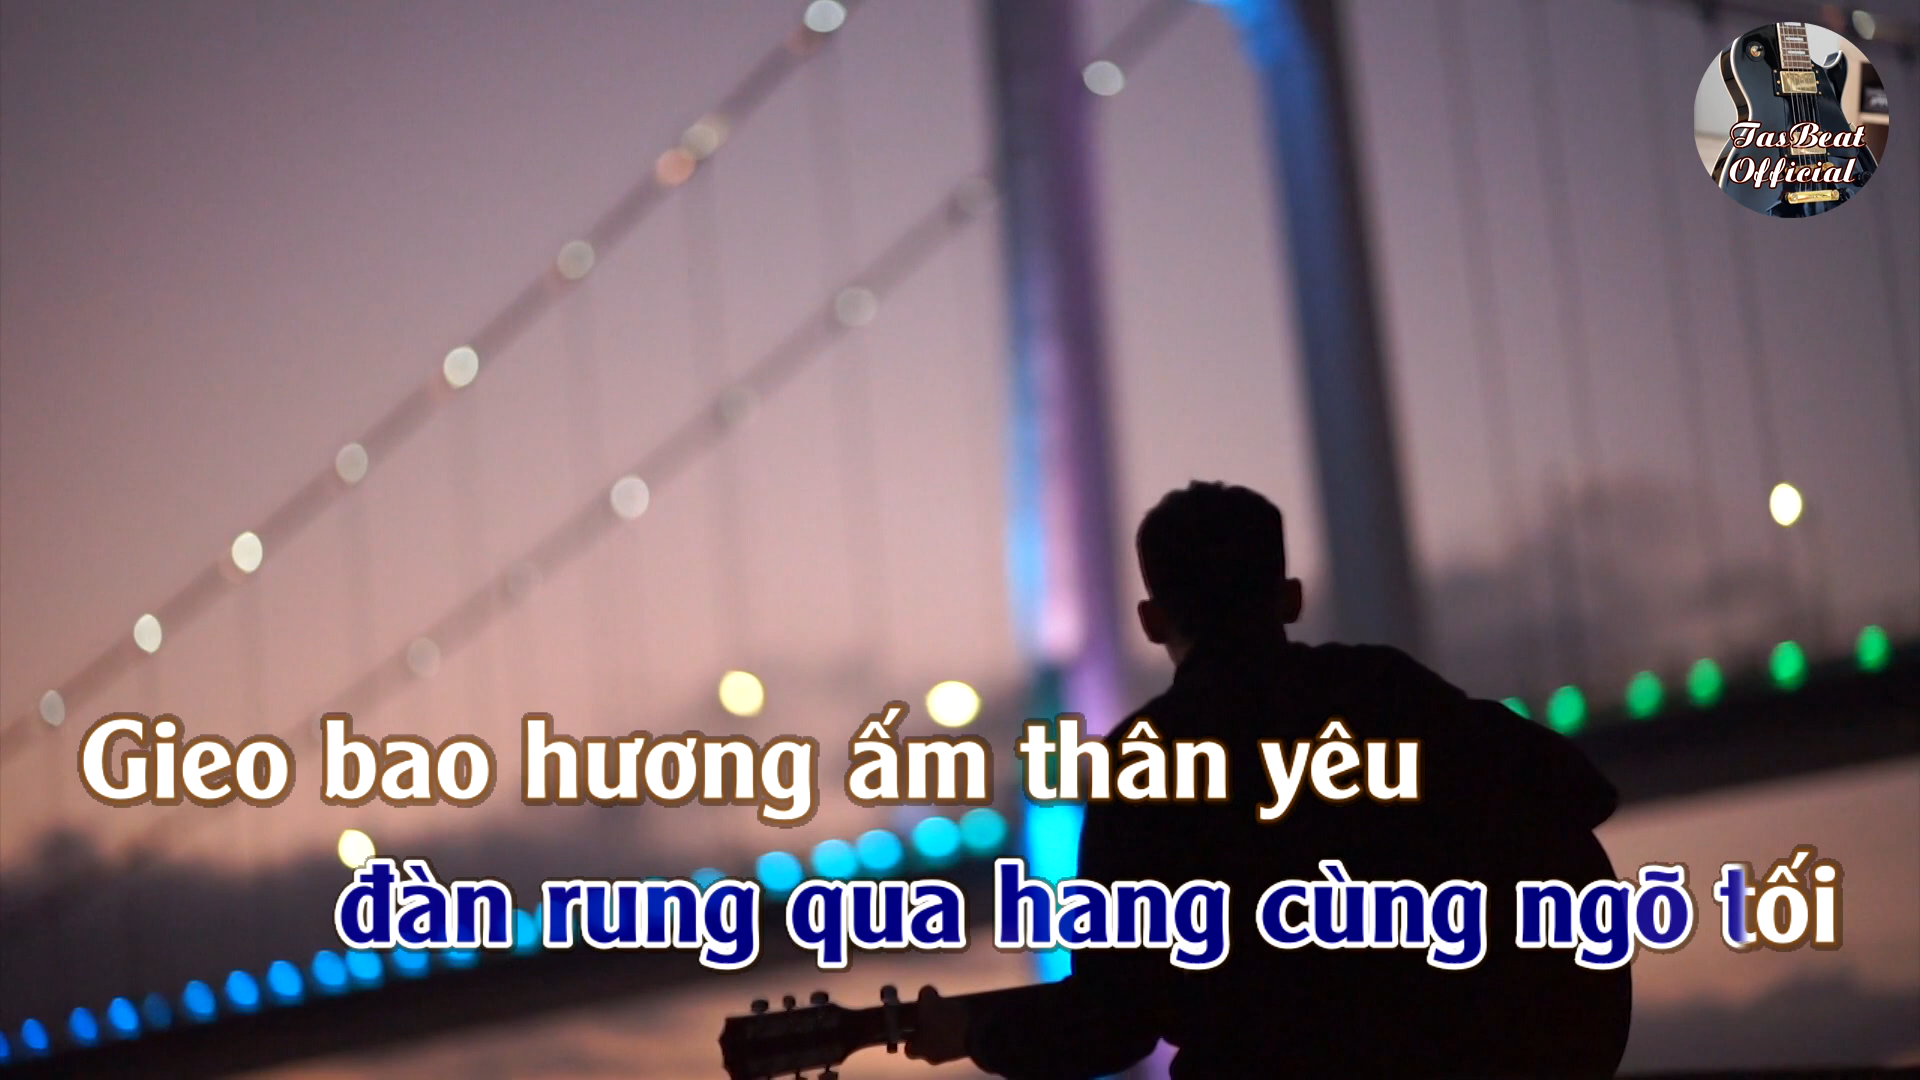 TasBeat
Official
Gieo bao hương ấm thân yêu
đàn rung qua hang cùng ngõ tối